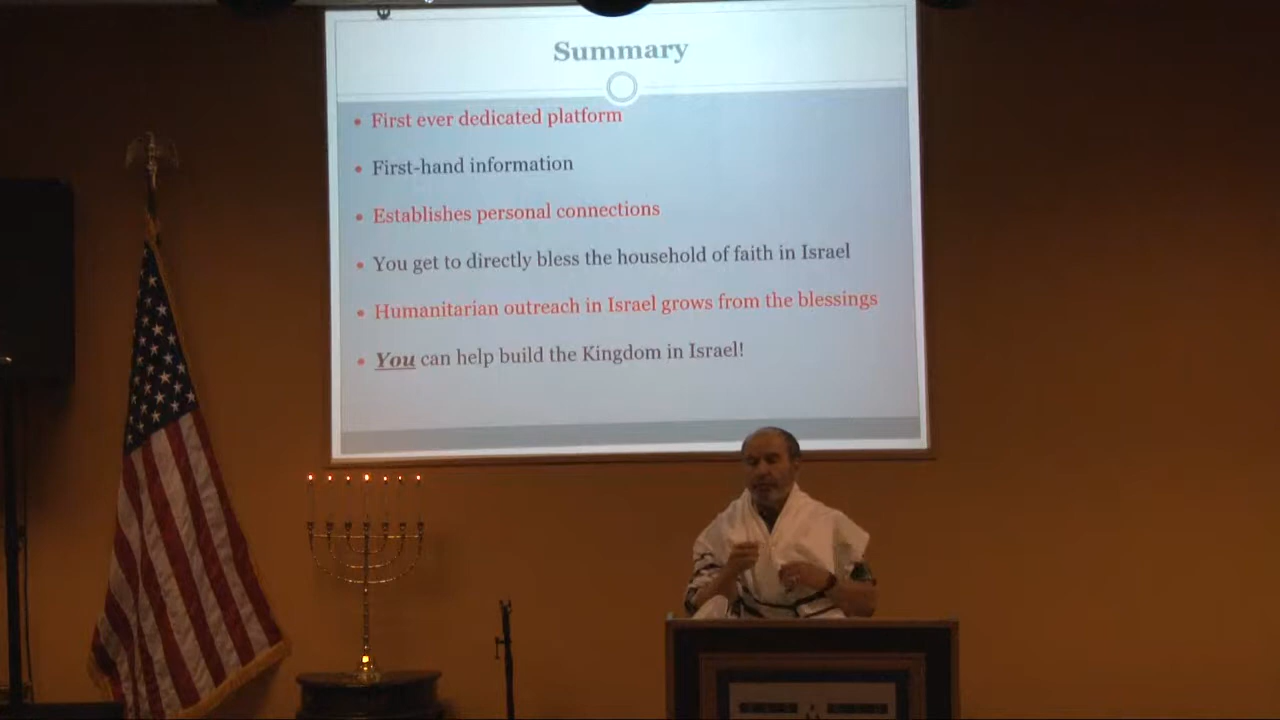 Summary
First ever dedicated platform
First-hand information
Establishes personal connections
You get to directly bless the household of faith in Israel
Humanitarian outreach in Israel grows from the blessings
You can help build the Kingdom in Israel!